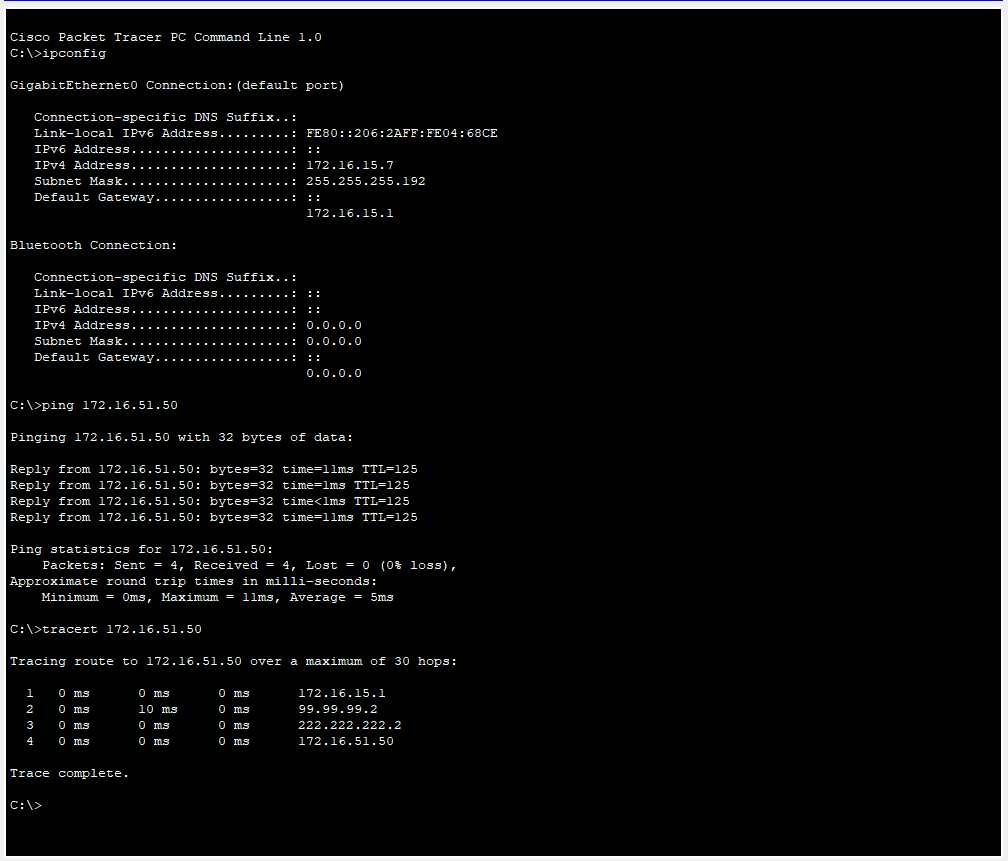 Cisco Packet Tracer PC Command Line 1.0
C:\>ipconfig
GigabitEthernet0 Connection:(default port)
Connection-specific DNS Suffix..:
Link-local IPv6 Address.........: FE80::206:2AFF:FE04:68CE
IPv6 Address....................: ::
IPv4 Address....................: 172.16.15.7
Subnet Mask.....................: 255.255.255.192
Default Gateway.................: ::
172.16.15.1
Bluetooth Connection:
Connection-specific DNS Suffix..:
Link-local IPv6 Address.........: ::
IPv6 Address....................: ::
IPv4 Address....................: 0.0.0.0
Subnet Mask.....................: 0.0.0.0
Default Gateway.................: ::
0.0.0.0
C:\>ping 172.16.51.50
Pinging 172.16.51.50 with 32 bytes of data:
Reply from 172.16.51.50: bytes=32 time=11ms TTL=125
Reply from 172.16.51.50: bytes=32 time=1ms TTL=125
Reply from 172.16.51.50: bytes=32 time<1ms TTL=125
Reply from 172.16.51.50: bytes=32 time=11ms TTL=125
Ping statistics for 172.16.51.50:
Packets: Sent = 4, Received = 4, Lost = 0 (0% loss),
Approximate round trip times in milli-seconds:
Minimum = 0ms, Maximum = 11ms, Average = 5ms
C:\>tracert 172.16.51.50
Tracing route to 172.16.51.50 over a maximum of 30 hops:
1 0 ms 0 ms 0 ms 172.16.15.1
2 0 ms 10 ms 0 ms 99.99.99.2
3 0 ms 0 ms 0 ms 222.222.222.2
4 0 ms 0 ms 0 ms 172.16.51.50
Trace complete.
C:\>